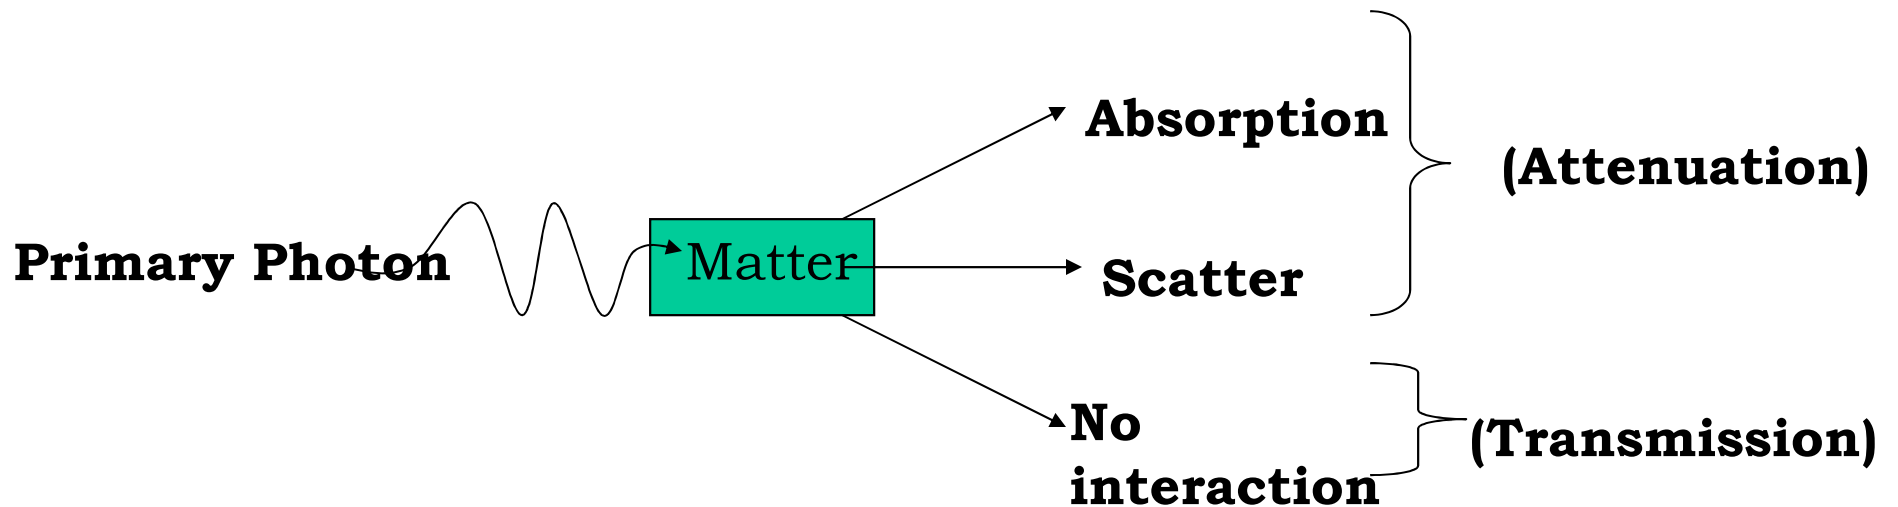 Absorption
(Attenuation)
Primary Photon
Matter
Scatter
No
interaction
(Transmission)